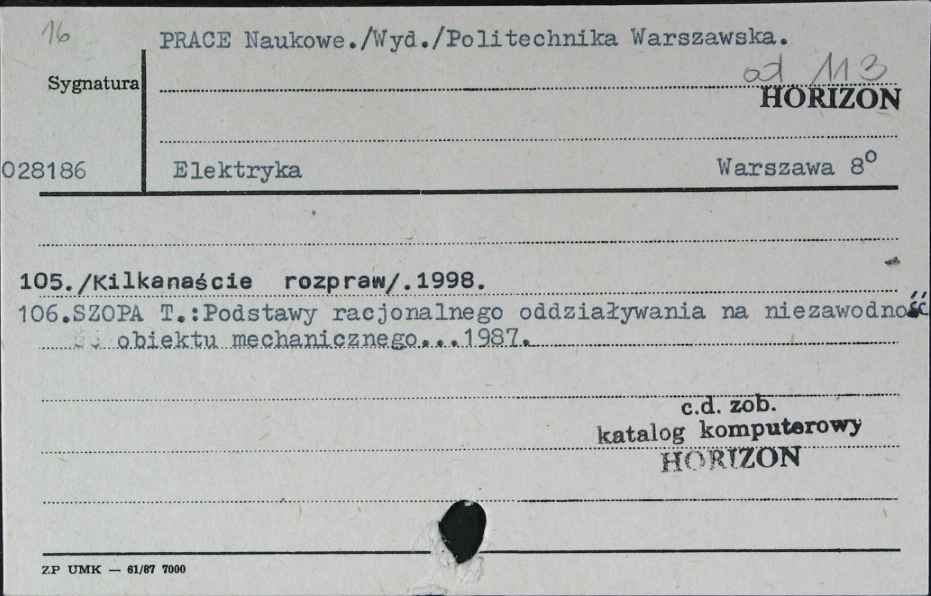 16
PRACE Naukowe./Wyd./Politechnika Warszawska.
od 113
Sygnatura
HORIZON
028186 Elektryka Warszawa 8°
105./Kilkanaście rozpraw/.1998.
106.SZOPA T.:Podstawy racjonalnego oddziaływania na niezawodność
obiektu mechanicznego...1987.
c.d. zob.
katalog komputerowy
HORIZON
ZP UMK — 61/87 7000